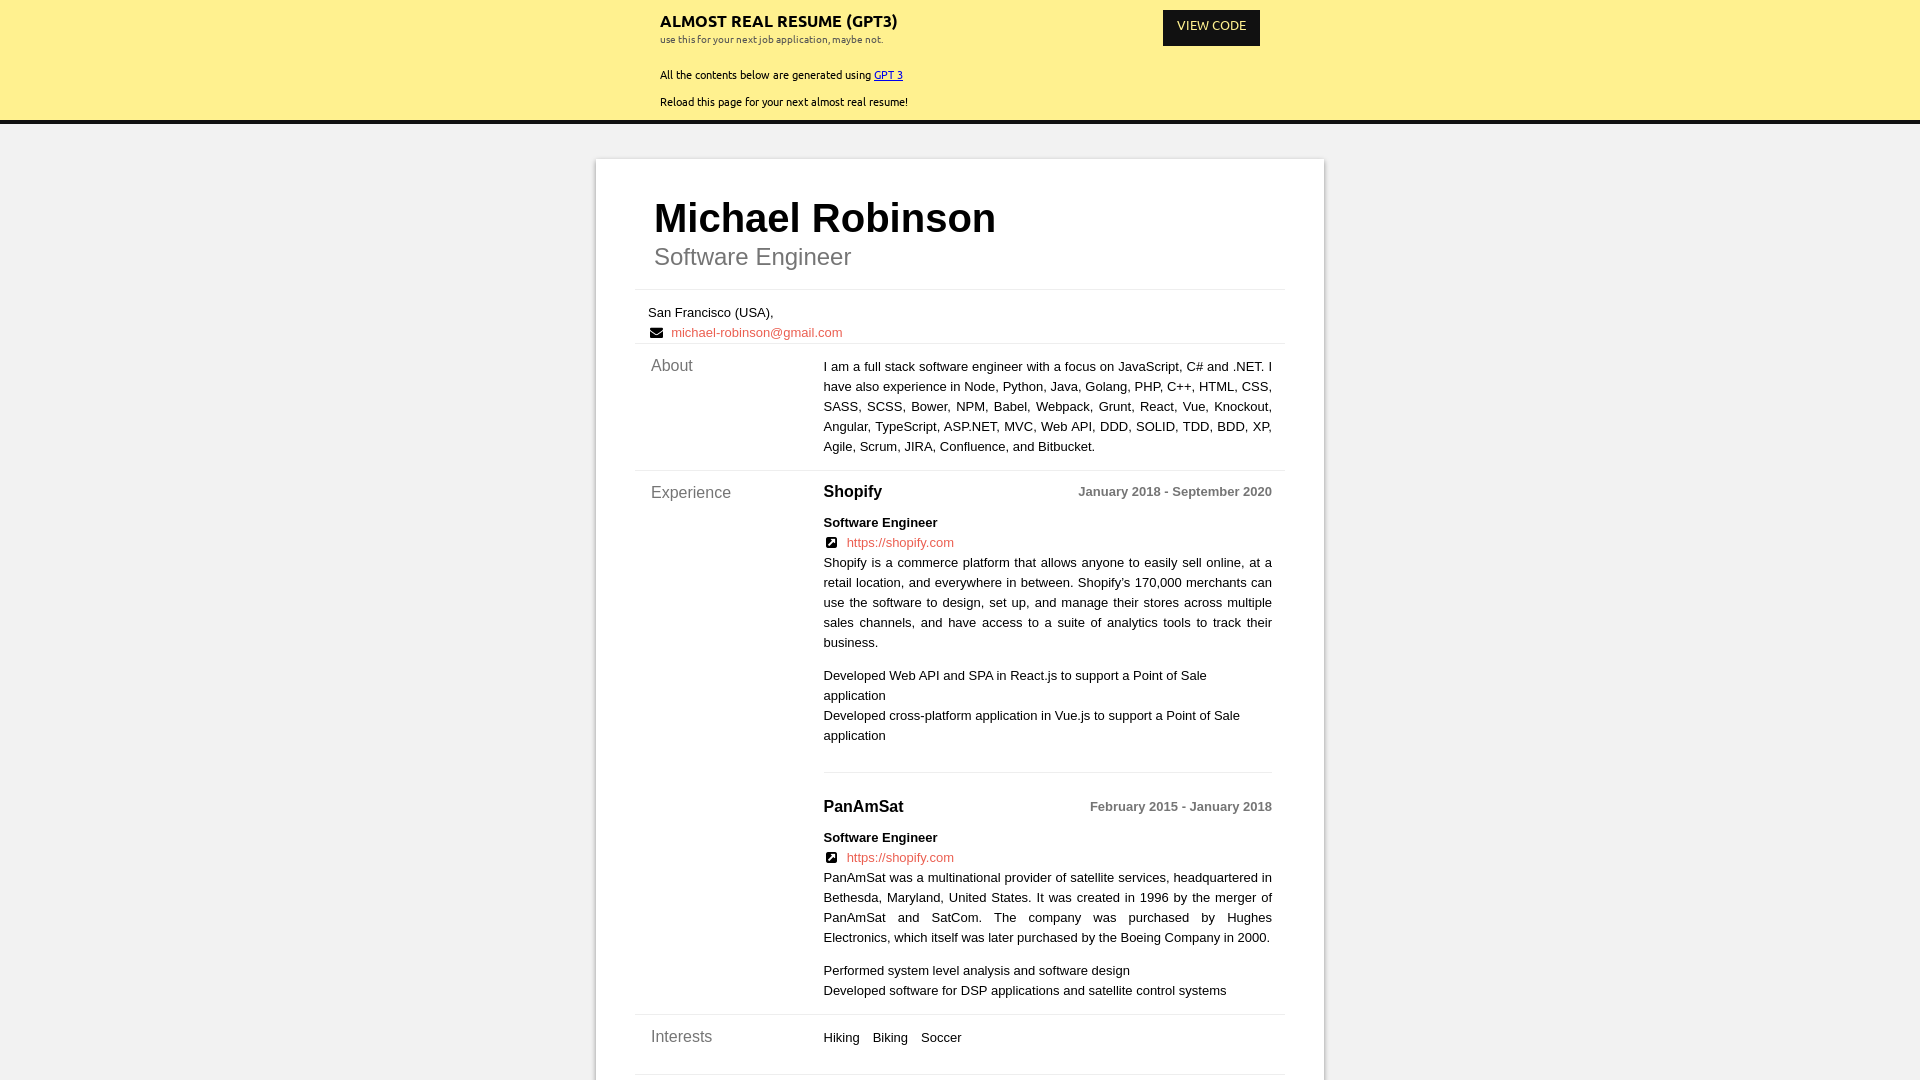 ALMOST REAL RESUME (GPT3)
use this for your next job application, maybe not.
VIEW CODE
All the contents below are generated using GPT 3
Reload this page for your next almost real resume!
Michael Robinson
Software Engineer
San Francisco (USA),
michael-robinson@gmail.com
About
I am a full stack software engineer with a focus on JavaScript, C# and .NET. I
have also experience in Node, Python, Java, Golang, PHP, C++, HTML, CSS,
SASS, SCSS, Bower, NPM, Babel, Webpack, Grunt, React, Vue, Knockout,
Angular, TypeScript, ASP.NET, MVC, Web API, DDD, SOLID, TDD, BDD, XP,
Agile, Scrum, JIRA, Confluence, and Bitbucket.
Experience
Shopify January 2018 - September 2020
Software Engineer
https://shopify.com
Shopify is a commerce platform that allows anyone to easily sell online, at a
retail location, and everywhere in between. Shopify's 170,000 merchants can
use the software to design, set up, and manage their stores across multiple
sales channels, and have access to a suite of analytics tools to track their
business.
Developed Web API and SPA in React.js to support a Point of Sale
application
Developed cross-platform application in Vue.js to support a Point of Sale
application
PanAmSat February 2015 - January 2018
Software Engineer
https://shopify.com
PanAmSat was a multinational provider of satellite services, headquartered in
Bethesda, Maryland, United States. It was created in 1996 by the merger of
PanAmSat and SatCom. The company was purchased by Hughes
Electronics, which itself was later purchased by the Boeing Company in 2000.
Performed system level analysis and software design
Developed software for DSP applications and satellite control systems
Interests
Hiking Biking Soccer